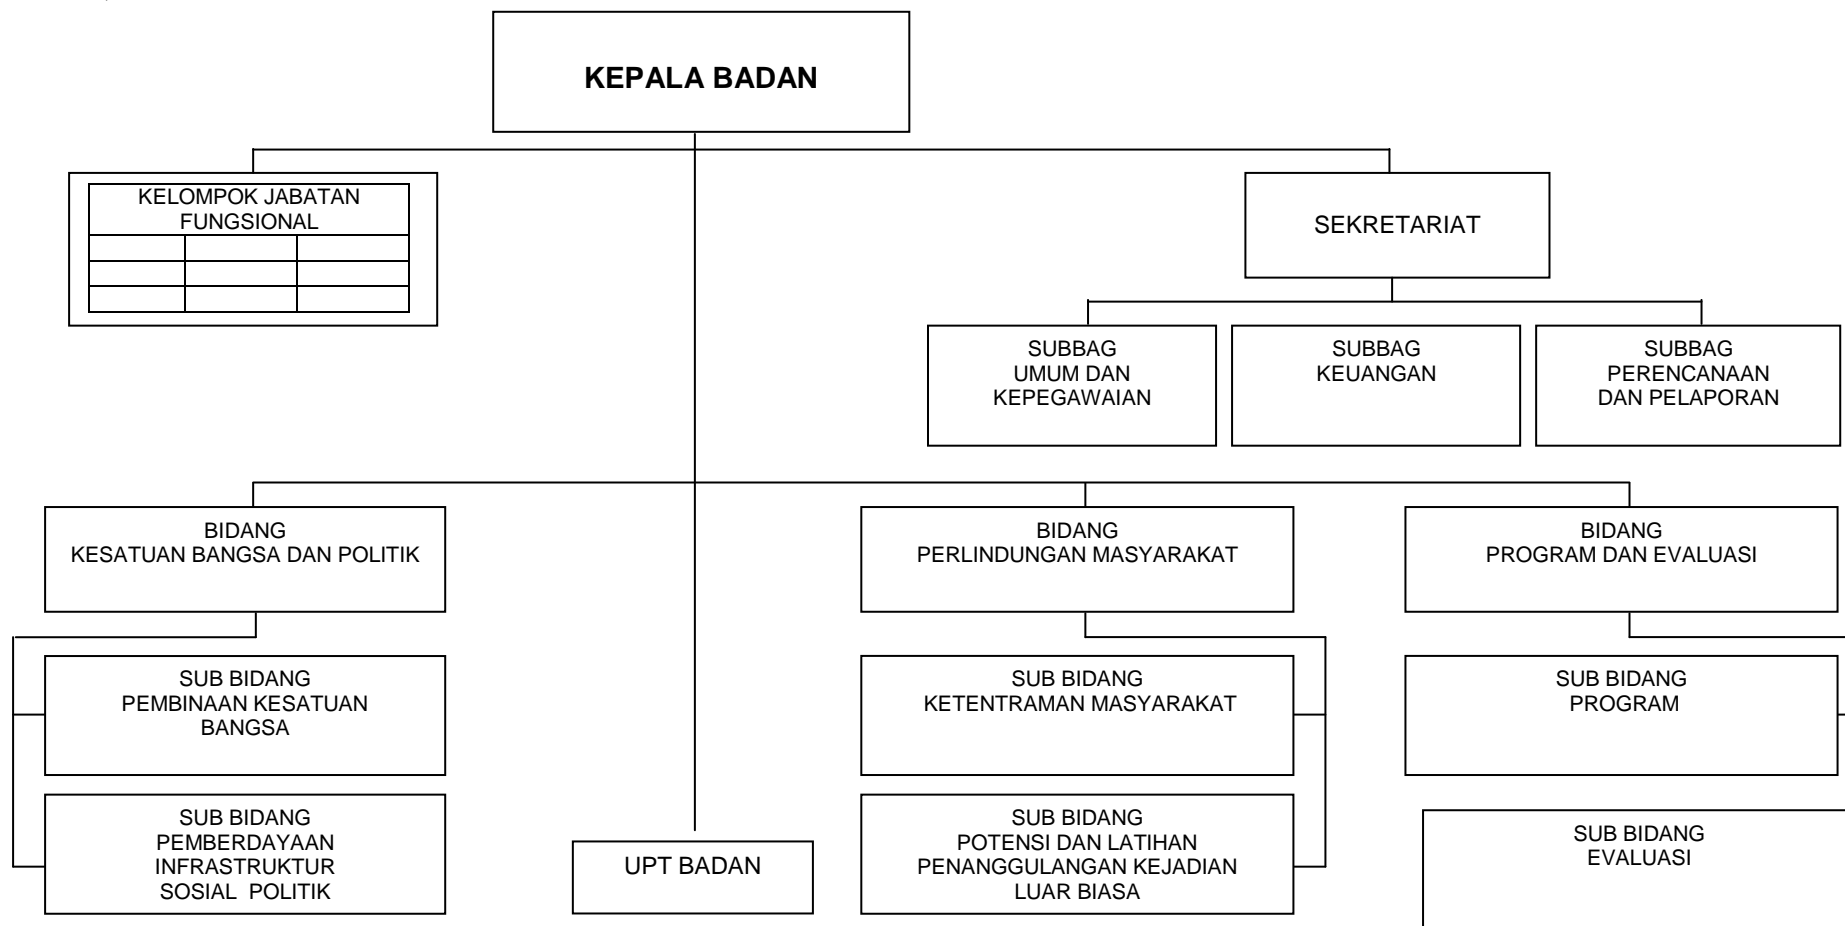 KEPALA BADAN
KELOMPOK JABATAN
FUNGSIONAL
SEKRETARIAT
SUBBAG
UMUM DAN
KEPEGAWAIAN
SUBBAG
KEUANGAN
SUBBAG
PERENCANAAN
DAN PELAPORAN
BIDANG
KESATUAN BANGSA DAN POLITIK
BIDANG
PERLINDUNGAN MASYARAKAT
BIDANG
PROGRAM DAN EVALUASI
SUB BIDANG
PEMBINAAN KESATUAN
BANGSA
SUB BIDANG
KETENTRAMAN MASYARAKAT
SUB BIDANG
PROGRAM
SUB BIDANG
PEMBERDAYAAN
INFRASTRUKTUR
SOSIAL  POLITIK
UPT BADAN
SUB BIDANG
POTENSI DAN LATIHAN
PENANGGULANGAN KEJADIAN
LUAR BIASA
SUB BIDANG
EVALUASI